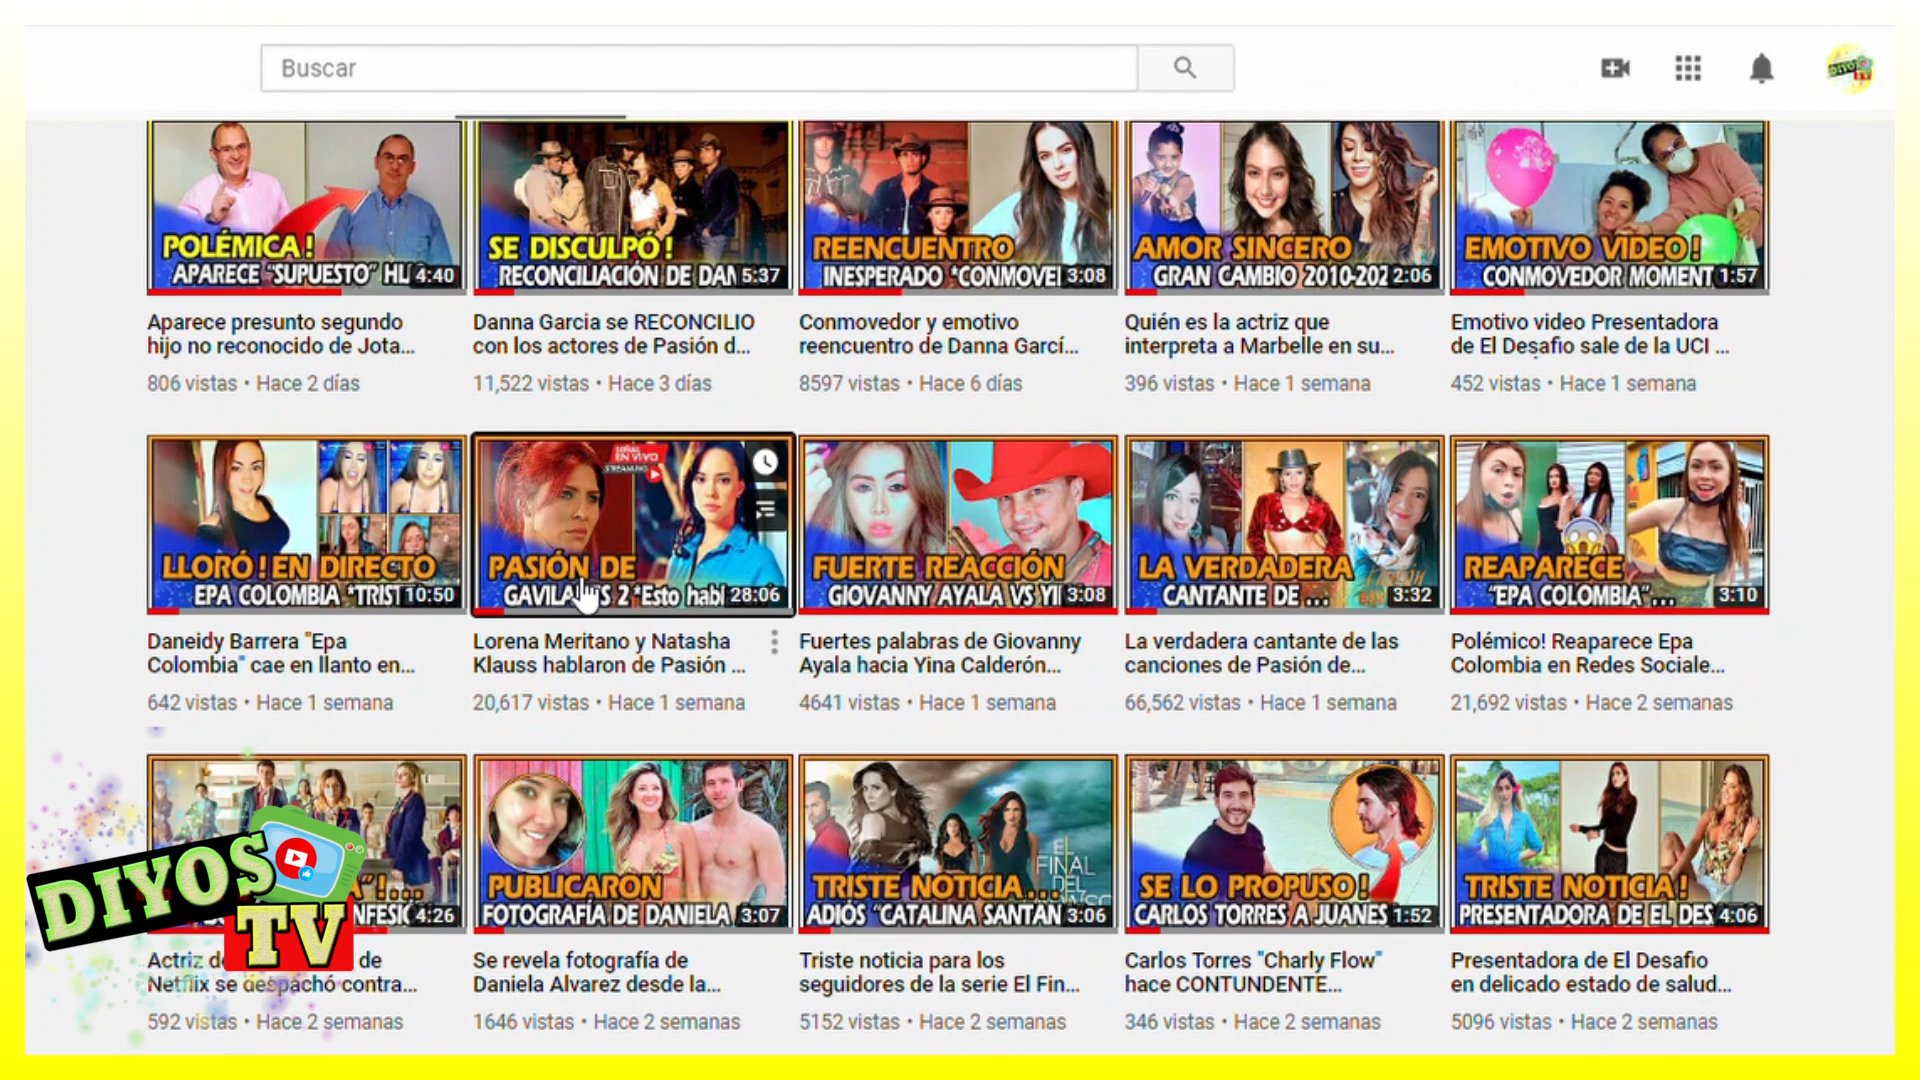 Buscar
POLÉMICA!
APARECE "SUPUESTO" HIJ
4:40
SE DISCULPÓ!
RECONCILIACIÓN DE DAN
5:37
REENCUENTRO
INESPERADO *CONMOVE
3:08
AMOR SINCERO
GRAN CAMBIO 2010-202
2:06
EMOTIVO VIDEO!
CONMOVEDOR MOMENT
1:57
Aparece presunto segundo
hijo no reconocido de Jota...
806 vistas • Hace 2 días
Danna Garcia se RECONCILIO
con los actores de Pasión d...
11,522 vistas • Hace 3 días
Conmovedor y emotivo
reencuentro de Danna Garcí...
8597 vistas • Hace 6 días
Quién es la actriz que
interpreta a Marbelle en su...
396 vistas • Hace 1 semana
Emotivo video Presentadora
de El Desafio sale de la UCI ...
452 vistas • Hace 1 semana
LLORÓ! EN DIRECTO
EPA COLOMBIA *TRIST
10:50
SEÑAL
EN VIVO
STREAMING
PASIÓN DE
2 *Esto habl
28:06
FUERTE REACCIÓN
GIOVANNY AYALA VS YI
3:08
LA VERDADERA
CANTANTE DE ...
3:32
REAPARECE
"EPA COLOMBIA"...
3:10
Daneidy Barrera "Epa
Colombia" cae en llanto en...
642 vistas • Hace 1 semana
Lorena Meritano y Natasha
Klauss hablaron de Pasión ...
20,617 vistas • Hace 1 semana
Fuertes palabras de Giovanny
Ayala hacia Yina Calderón...
4641 vistas • Hace 1 semana
La verdadera cantante de las
canciones de Pasión de...
66,562 vistas • Hace 1 semana
Polémico! Reaparece Epa
Colombia en Redes Sociale...
21,692 vistas • Hace 2 semanas
DIYOS
TV
4:26
PUBLICARON
FOTOGRAFÍA DE DANIELA
3:07
EL
FINAL
DEL
TRISTE NOTICIA...
ADIÓS "CATALINA SANTAN
3:06
SE LO PROPUSO!
CARLOS TORRES A JUANES
1:52
TRISTE NOTICIA!
PRESENTADORA DE EL DES
4:06
Actriz de
Netflix se despachó contra...
592 vistas • Hace 2 semanas
Se revela fotografía de
Daniela Alvarez desde la...
1646 vistas • Hace 2 semanas
Triste noticia para los
seguidores de la serie El Fin...
5152 vistas • Hace 2 semanas
Carlos Torres "Charly Flow"
hace CONTUNDENTE...
346 vistas • Hace 2 semanas
Presentadora de El Desafio
en delicado estado de salud...
5096 vistas • Hace 2 semanas